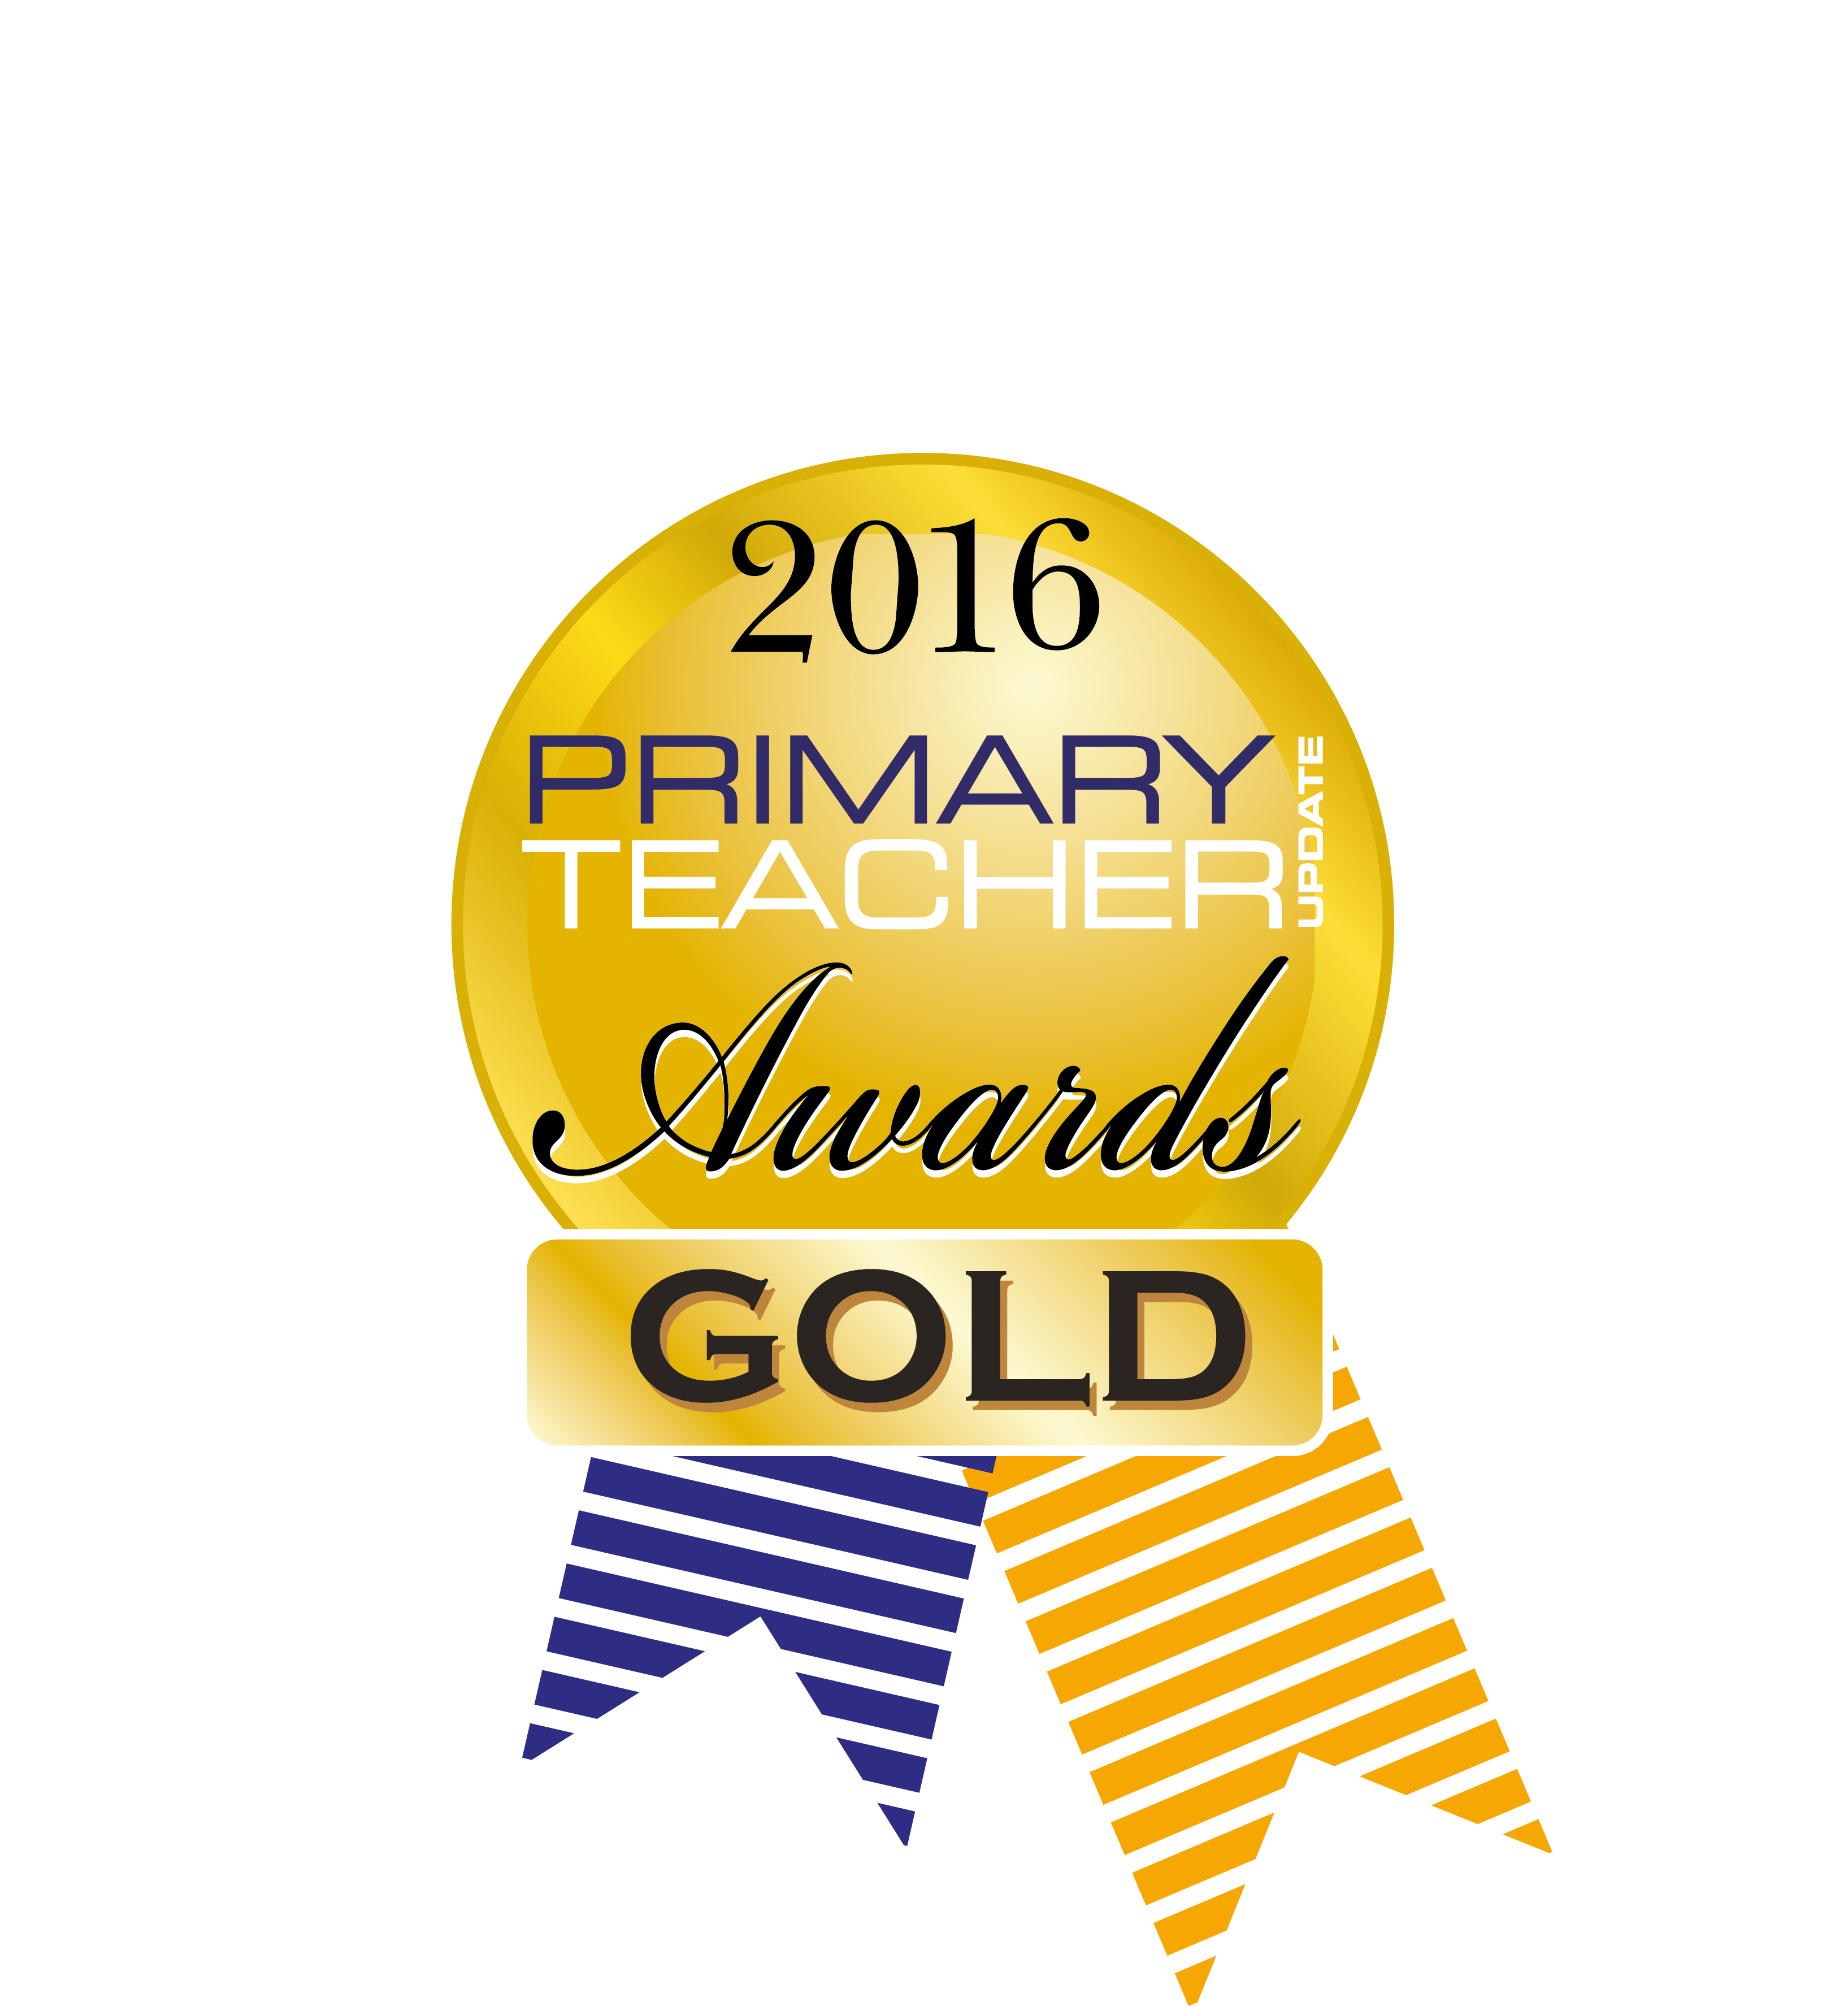 2016
PRIMARY
TEACHER
UPDATE
Awards
GOLD